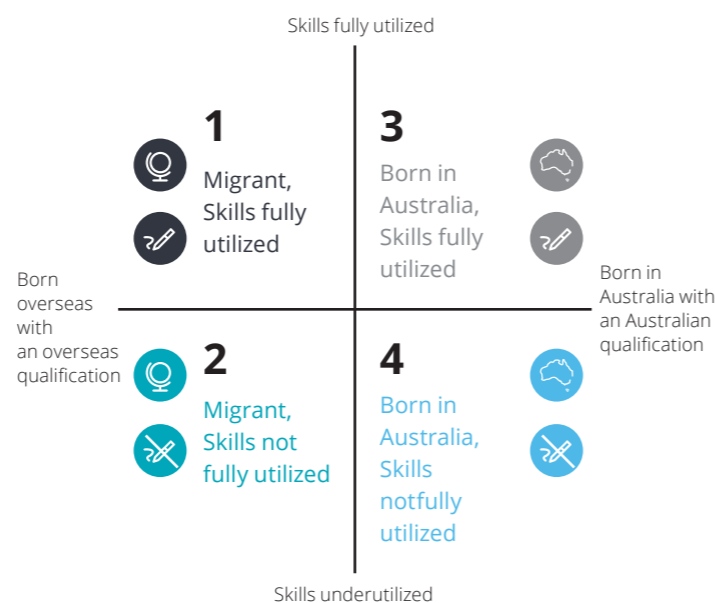 Skills fully utilized
1
Migrant,
Skills fully
utilized
3
Born in
Australia,
Skills fully
utilized
Born
overseas
with
an overseas
qualification
Born in
Australia with
an Australian
qualification
2
Migrant,
Skills not
fully utilized
4
Born in
Australia,
Skills
notfully
utilized
Skills underutilized